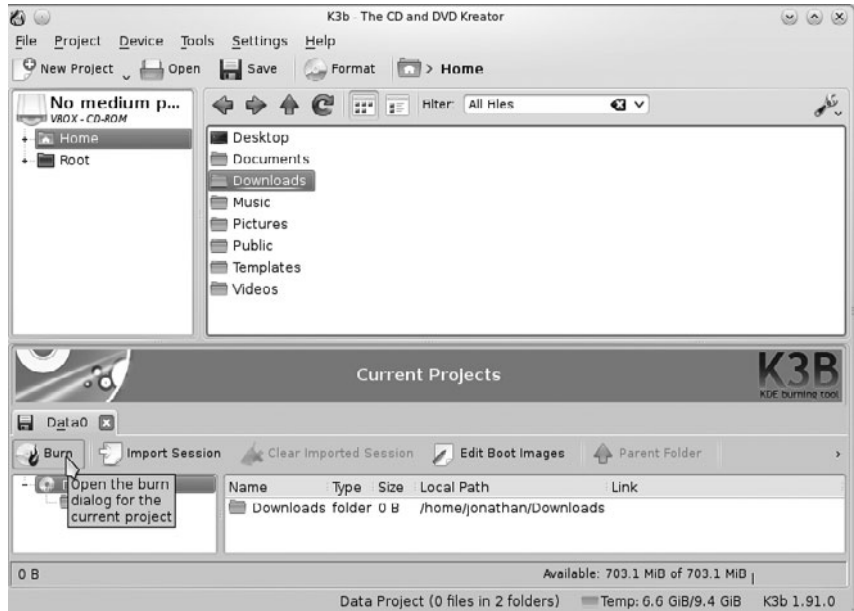 K3b - The CD and DVD Kreator
File Project Device Tools Settings Help
New Project Open Save Format > Home
No medium p...
VBOX - CD-ROM
Filter: All Files
Home
Root
Desktop
Documents
Downloads
Music
Pictures
Public
Templates
Videos
Current Projects
K3B
KDE burning tool
Data0
Burn Import Session Clear Imported Session Edit Boot Images Parent Folder
Open the burn
dialog for the
current project
Name Type Size Local Path Link
Downloads folder 0 B /home/jonathan/Downloads
0 B Available: 703.1 MiB of 703.1 MiB
Data Project (0 files in 2 folders) Temp: 6.6 GiB/9.4 GiB K3b 1.91.0